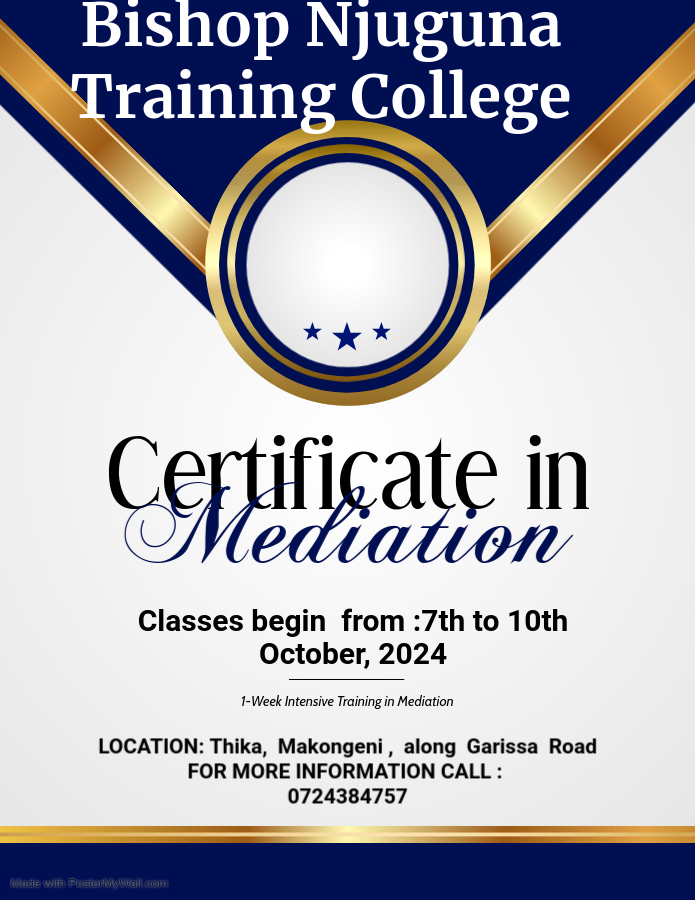 Bishop Njuguna
Training College
Certificate in
Mediation
Classes begin from :7th to 10th
October, 2024
1-Week Intensive Training in Mediation
LOCATION: Thika, Makongeni , along Garissa Road
FOR MORE INFORMATION CALL :
0724384757
Made with PosterMyWall.com